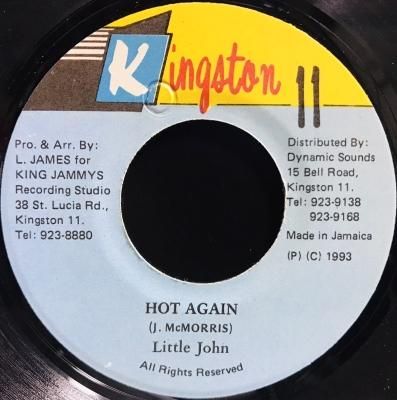 Kingston 11
Pro. & Arr. By:
L. JAMES for
KING JAMMYS
Recording Studio
38 St. Lucia Rd.,
Kingston 11.
Tel: 923-8880
Distributed By:
Dynamic Sounds
15 Bell Road,
Kingston 11.
Tel: 923-9138
923-9168
Made in Jamaica
(P) (C) 1993
HOT AGAIN
(J. McMORRIS)
Little John
All Rights Reserved